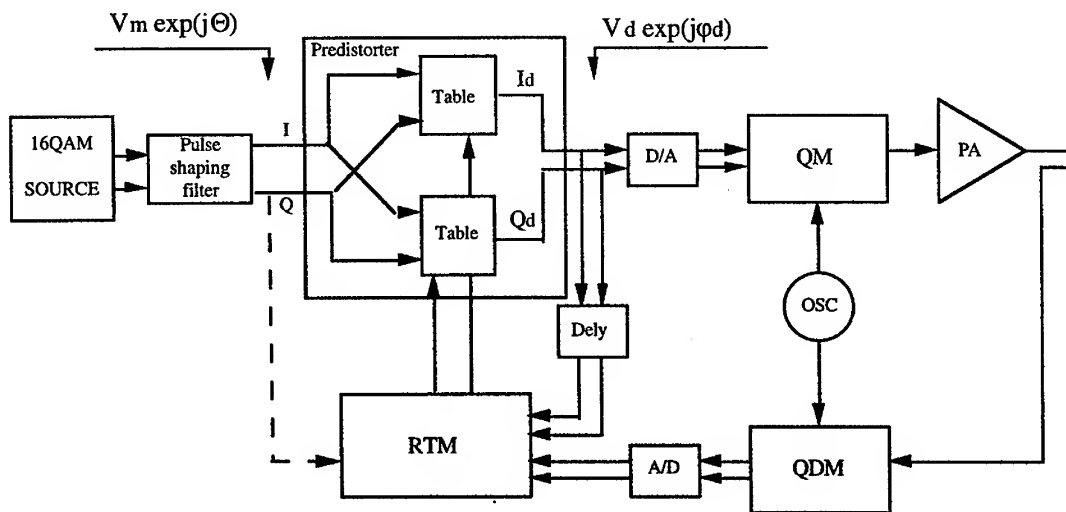 Vm exp(jΘ)
Vd exp(jφd)
Predistorter
16QAM
SOURCE
Pulse
shaping
filter
I
Q
Table
Table
Id
Qd
D/A
QM
PA
OSC
Dely
RTM
A/D
QDM